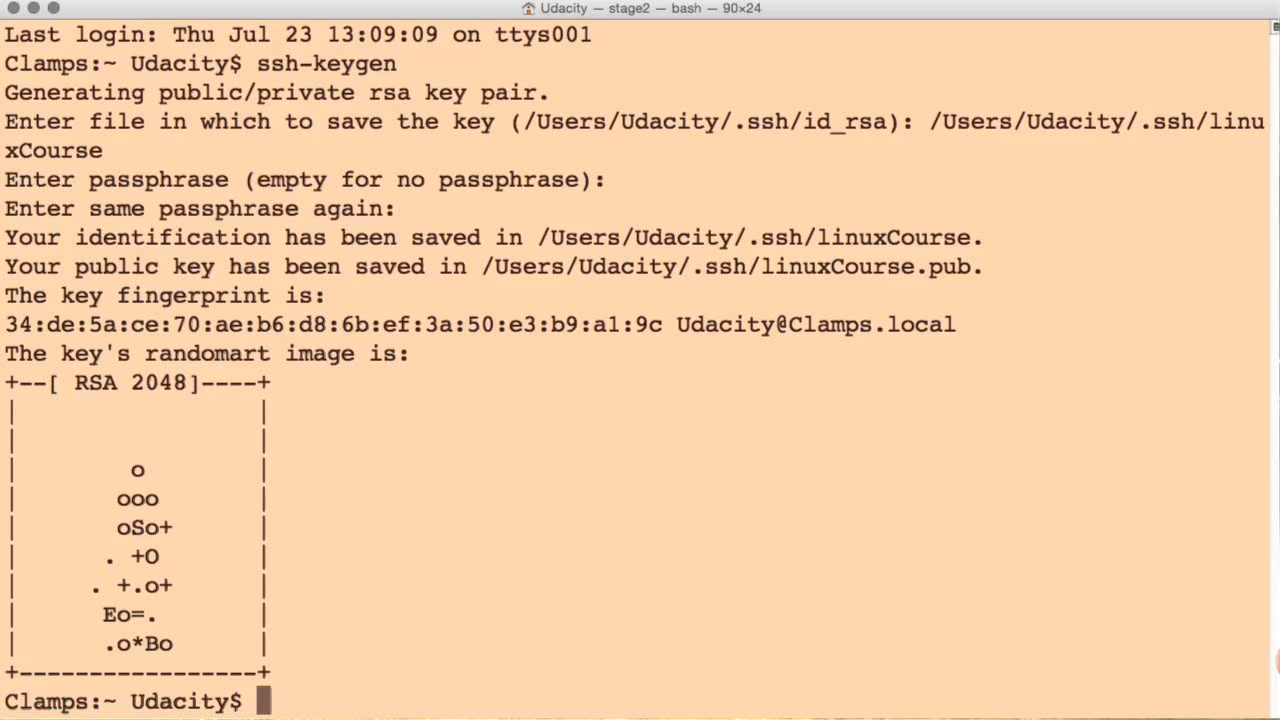 Udacity — stage2 — bash — 90×24
Last login: Thu Jul 23 13:09:09 on ttys001
Clamps:~ Udacity$ ssh-keygen
Generating public/private rsa key pair.
Enter file in which to save the key (/Users/Udacity/.ssh/id_rsa): /Users/Udacity/.ssh/linu
xCourse
Enter passphrase (empty for no passphrase):
Enter same passphrase again:
Your identification has been saved in /Users/Udacity/.ssh/linuxCourse.
Your public key has been saved in /Users/Udacity/.ssh/linuxCourse.pub.
The key fingerprint is:
34:de:5a:ce:70:ae:b6:d8:6b:ef:3a:50:e3:b9:a1:9c Udacity@Clamps.local
The key's randomart image is:
+--[ RSA 2048]----+
|                 |
|                 |
|        o        |
|       ooo       |
|       oSo+      |
|      . +O       |
|     . +.o+      |
|      Eo=.       |
|      .o*Bo      |
+-----------------+
Clamps:~ Udacity$